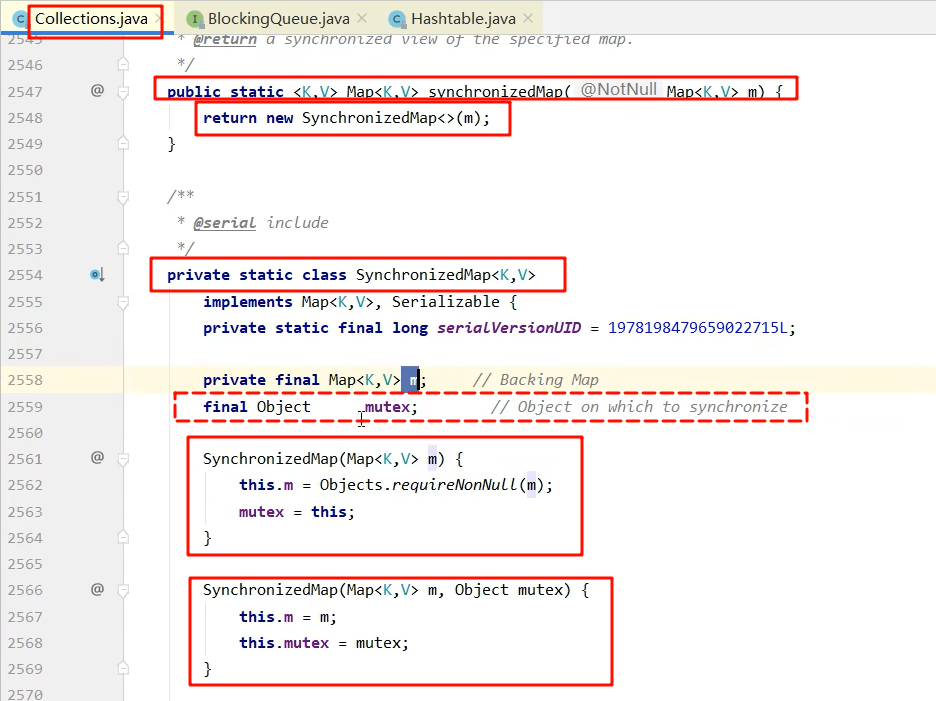 Collections.java BlockingQueue.java Hashtable.java
2545 * @return a synchronized view of the specified map.
2546 */
2547 @ public static <K,V> Map<K,V> synchronizedMap( @NotNull Map<K,V> m) {
2548 return new SynchronizedMap<>(m);
2549 }
2550
2551 /**
2552 * @serial include
2553 */
2554 private static class SynchronizedMap<K,V>
2555 implements Map<K,V>, Serializable {
2556 private static final long serialVersionUID = 1978198479659022715L;
2557
2558 private final Map<K,V> m; // Backing Map
2559 final Object mutex; // Object on which to synchronize
2560
2561 @ SynchronizedMap(Map<K,V> m) {
2562 this.m = Objects.requireNonNull(m);
2563 mutex = this;
2564 }
2565
2566 @ SynchronizedMap(Map<K,V> m, Object mutex) {
2567 this.m = m;
2568 this.mutex = mutex;
2569 }
2570